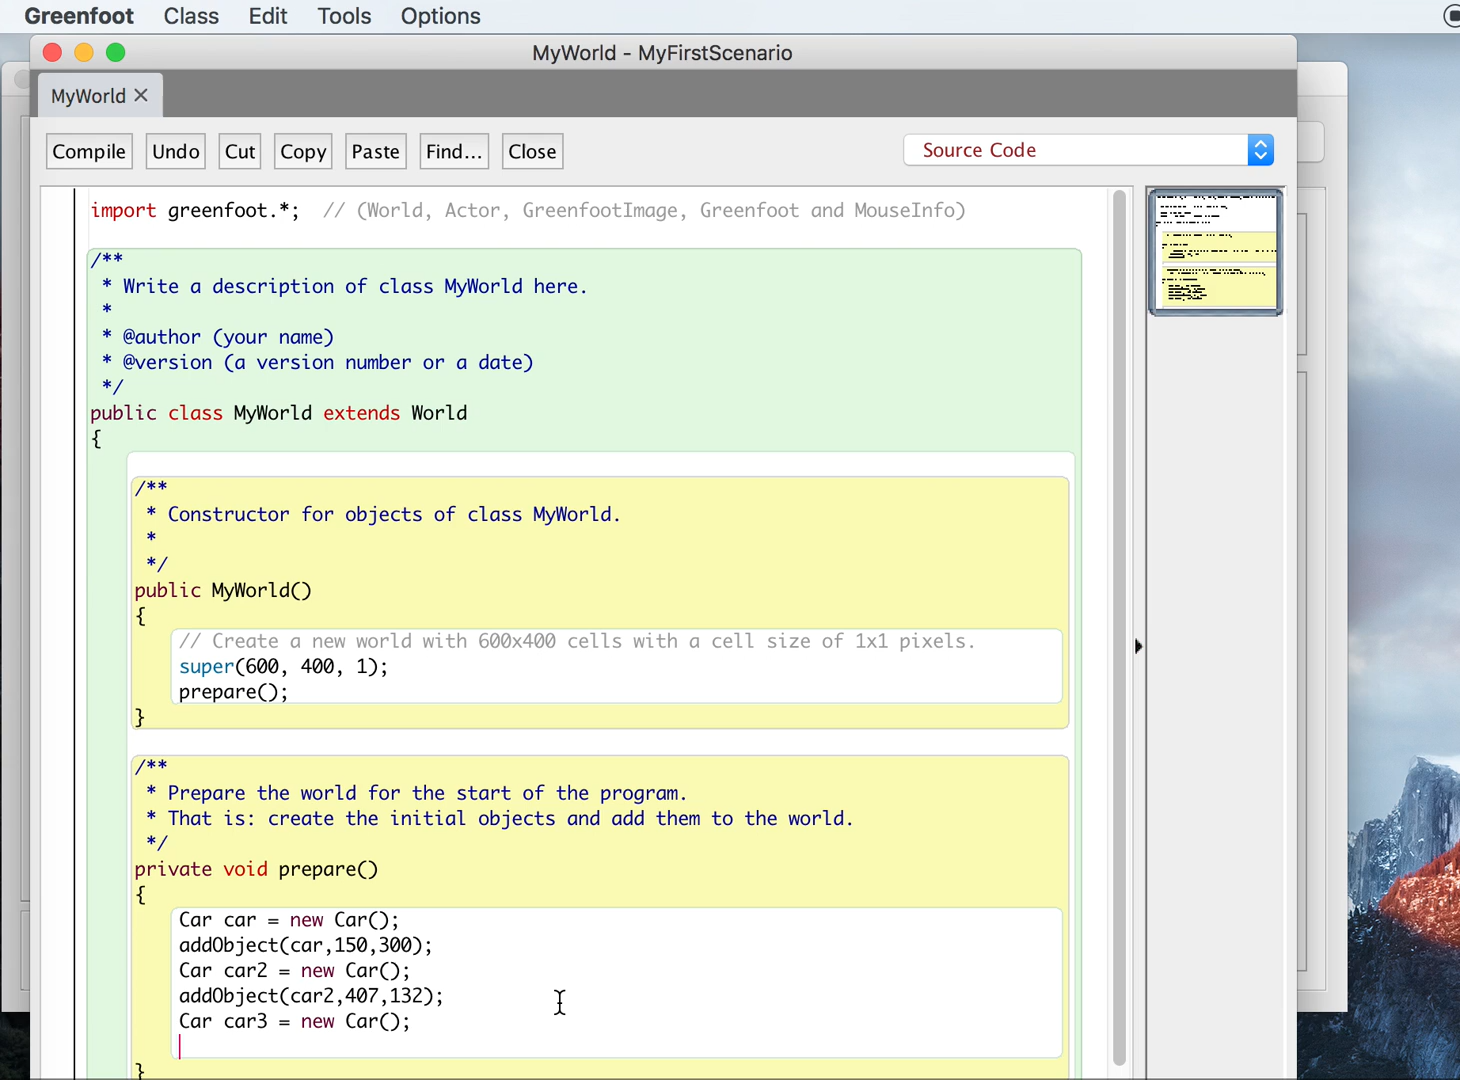 Greenfoot Class Edit Tools Options
MyWorld - MyFirstScenario
MyWorld ×
Compile Undo Cut Copy Paste Find... Close Source Code
import greenfoot.*;  // (World, Actor, GreenfootImage, Greenfoot and MouseInfo)
/**
 * Write a description of class MyWorld here.
 *
 * @author (your name)
 * @version (a version number or a date)
 */
public class MyWorld extends World
{
/**
 * Constructor for objects of class MyWorld.
 *
 */
public MyWorld()
{
// Create a new world with 600x400 cells with a cell size of 1x1 pixels.
super(600, 400, 1);
prepare();
}
/**
 * Prepare the world for the start of the program.
 * That is: create the initial objects and add them to the world.
 */
private void prepare()
{
Car car = new Car();
addObject(car,150,300);
Car car2 = new Car();
addObject(car2,407,132);
Car car3 = new Car();
}